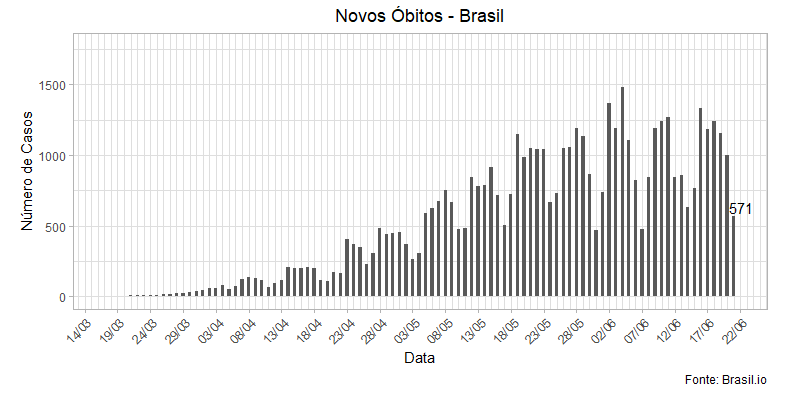 Novos Óbitos - Brasil
Número de Casos
1500
1000
500
0
571
14/03 19/03 24/03 29/03 03/04 08/04 13/04 18/04 23/04 28/04 03/05 08/05 13/05 18/05 23/05 28/05 02/06 07/06 12/06 17/06 22/06
Data
Fonte: Brasil.io